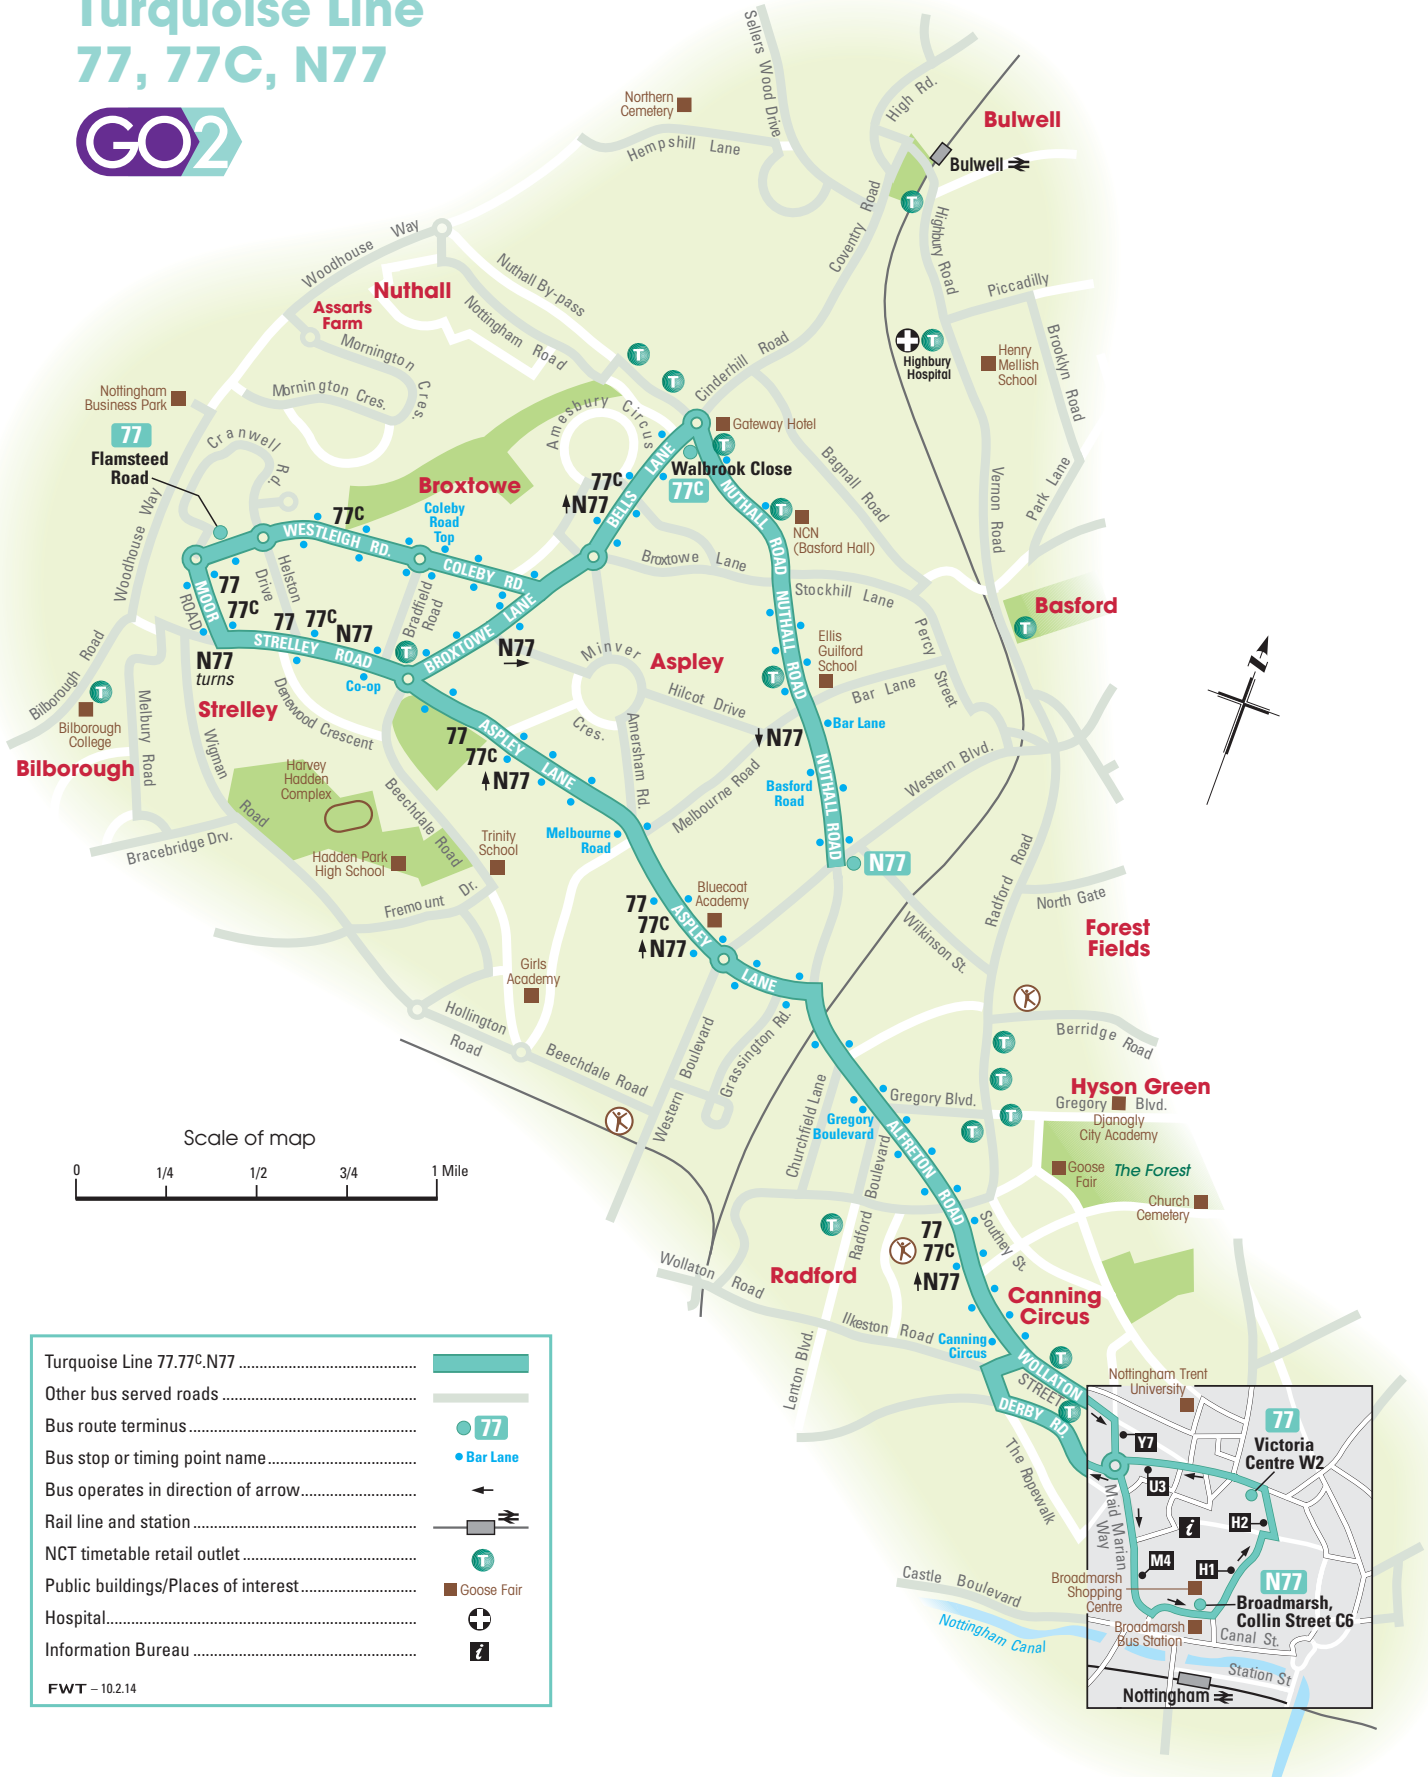 Turquoise Line
77, 77C, N77
GO2
Sellers Wood Drive
Northern
Cemetery
Hempshill Lane
High Rd.
Bulwell
Bulwell
T
Coventry Road
Highbury Road
Woodhouse Way
Nuthall By-pass
Nuthall
Assarts
Farm
Nottingham Road
Mornington
Cres.
Mornington Cres.
Piccadilly
Brooklyn Road
T
Highbury
Hospital
Henry
Mellish
School
T
T
Cinderhill Road
Nottingham
Business Park
77
Flamsteed
Road
Cranwell
Rd.
Amesbury Circus
Gateway Hotel
T
Walbrook Close
77C
Bagnall Road
Vernon Road
Park Lane
Broxtowe
Coleby
Road
Top
77C
N77
BELLS LANE
NUTHALL ROAD
T
NCN
(Basford Hall)
77C
WESTLEIGH RD.
COLEBY RD.
Woodhouse Way
Helston
Drive
Bradfield
Road
Broxtowe Lane
Stockhill Lane
Basford
T
MOOR
ROAD
77
77C
77
77C
N77
STRELLEY ROAD
T
BROXTOWE LANE
N77
N77
turns
Co-op
Minver
Cres.
Aspley
Hilcot Drive
NUTHALL ROAD
Ellis
Guilford
School
T
Percy Street
Bar Lane
Bar Lane
N
Bilborough Road
T
Bilborough
College
Bilborough
Melbury Road
Strelley
Wigman
Road
Denewood Crescent
Harvey
Hadden
Complex
Hadden Park
High School
Beechdale Road
77
77C
N77
ASPLEY LANE
Amersham Rd.
N77
Melbourne Road
Basford
Road
NUTHALL ROAD
Western Blvd.
Bracebridge Drv.
Trinity
School
Melbourne
Road
N77
Radford Road
North Gate
Fremount Dr.
Bluecoat
Academy
77
77C
N77
ASPLEY
LANE
Wilkinson St.
Forest
Fields
Girls
Academy
Hollington
Road
Beechdale Road
Western Boulevard
Grassington Rd.
Berridge Road
T
T
T
T
Hyson Green
Gregory Blvd.
Gregory Blvd.
Djanogly
City Academy
Churchfield Lane
Gregory
Boulevard
ALFRETON ROAD
Radford Boulevard
Goose
Fair
The Forest
Church
Cemetery
Scale of map
0
1/4
1/2
3/4
1 Mile
T
77
77C
N77
Southey St.
Wollaton Road
Radford
Canning
Circus
Ilkeston Road
Canning
Circus
Lenton Blvd.
T
WOLLATON
STREET
DERBY RD.
T
The Ropewalk
Nottingham Trent
University
77
Victoria
Centre W2
Y7
U3
Maid Marian
Way
i
H2
M4
H1
N77
Broadmarsh,
Collin Street C6
Broadmarsh
Shopping
Centre
Broadmarsh
Bus Station
Canal St.
Station St
Nottingham
Castle Boulevard
Nottingham Canal
Turquoise Line 77.77C.N77
Other bus served roads
Bus route terminus
77
Bus stop or timing point name
Bar Lane
Bus operates in direction of arrow
Rail line and station
NCT timetable retail outlet
T
Public buildings/Places of interest
Goose Fair
Hospital
Information Bureau
i
FWT – 10.2.14